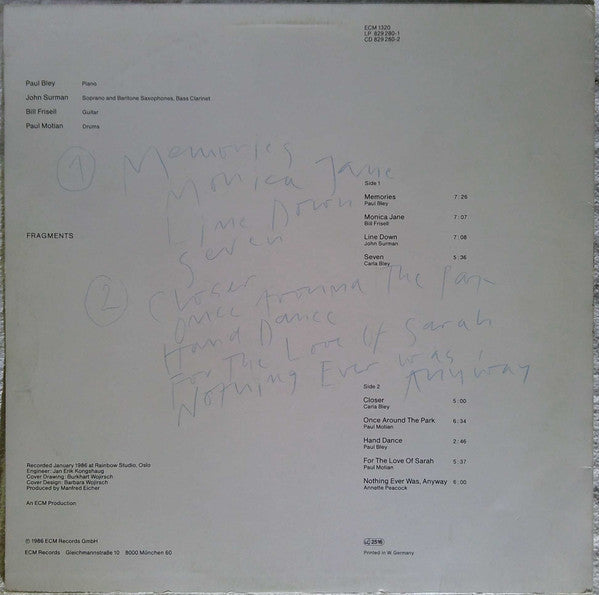 ECM 1320
LP 829 280-1
CD 829 280-2
Paul Bley Piano
John Surman Soprano and Baritone Saxophones, Bass Clarinet
Bill Frisell Guitar
Paul Motian Drums
FRAGMENTS
① Memories
Monica Jane
Line Down
Seven
② Closer
Once Around The Park
Hand Dance
For The Love Of Sarah
Nothing Ever was,
Anyway
Side 1
Memories 7:26
Paul Bley
Monica Jane 7:07
Bill Frisell
Line Down 7:08
John Surman
Seven 5:36
Carla Bley
Side 2
Closer 5:00
Carla Bley
Once Around The Park 6:34
Paul Motian
Hand Dance 2:46
Paul Bley
For The Love Of Sarah 5:37
Paul Motian
Nothing Ever Was, Anyway 6:00
Annette Peacock
Recorded January 1986 at Rainbow Studio, Oslo
Engineer: Jan Erik Kongshaug
Cover Drawing: Burkhart Wojirsch
Cover Design: Barbara Wojirsch
Produced by Manfred Eicher
An ECM Production
℗ 1986 ECM Records GmbH
ECM Records Gleichmannstraße 10 8000 München 60
LC 2516
Printed in W. Germany